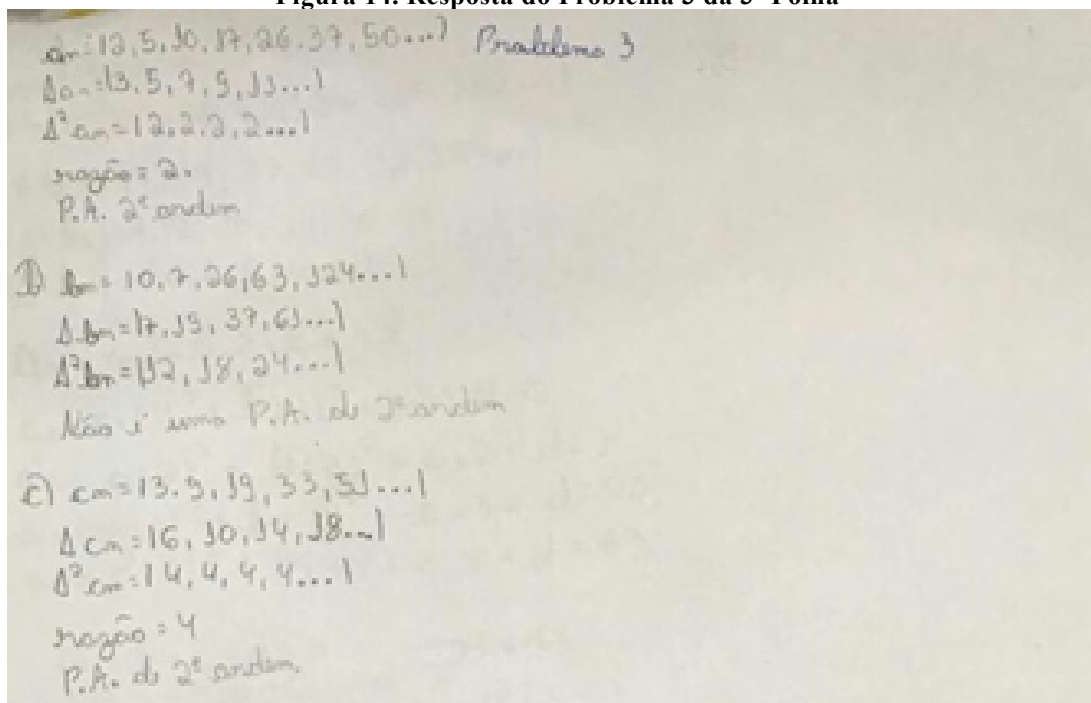 Figura 14. Resposta do Problema 3 da 3ª Folha
an=(2,5,10,17,26.37,50...) Problema 3
Δan=(3,5,7,9,11...)
Δ²an=(2,2,2,2...)
razão = 2.
P.A. 2ª ordem
B) bn= (0,7,26,63,124...)
Δbn=(7,19,37,61...)
Δ²bn=(12,18,24...)
Não é uma P.A. de 2ª ordem
C) cn=(3.9,19,33,51...)
Δcn=(6,10,14,18...)
Δ²cn=(4,4,4,4...)
razão = 4
P.A. de 2ª ordem.